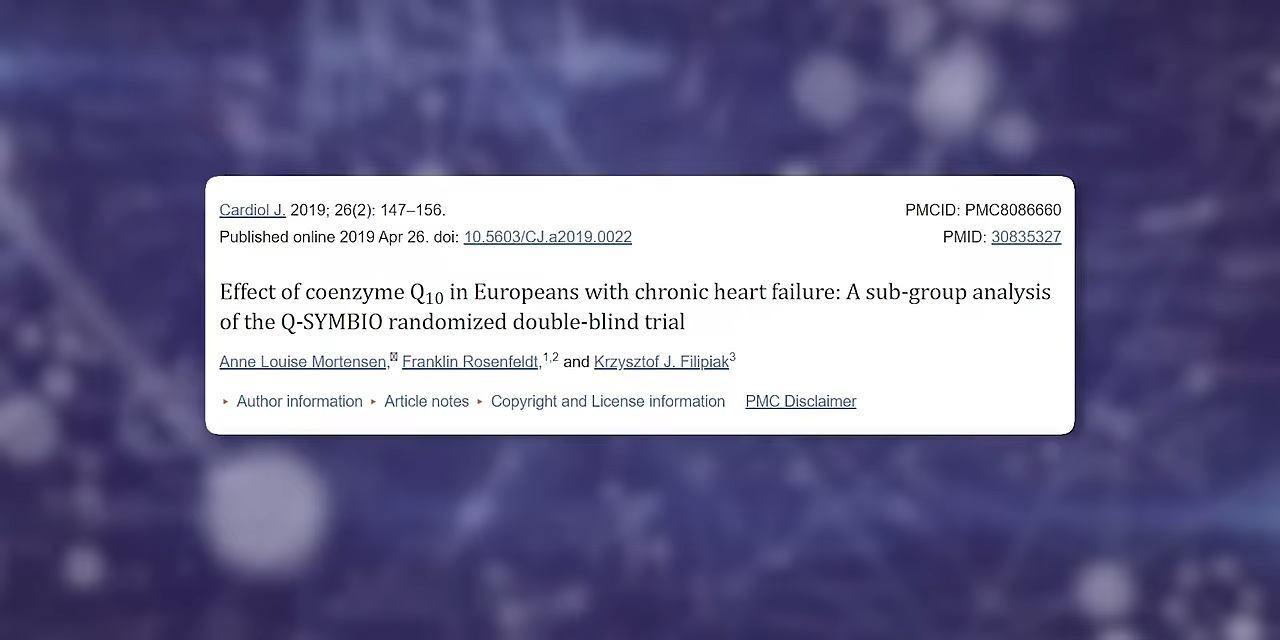 Cardiol J. 2019; 26(2): 147–156.
PMCID: PMC8086660
Published online 2019 Apr 26. doi: 10.5603/CJ.a2019.0022
PMID: 30835327
Effect of coenzyme Q10 in Europeans with chronic heart failure: A sub-group analysis
of the Q-SYMBIO randomized double-blind trial
Anne Louise Mortensen, Franklin Rosenfeldt,1,2 and Krzysztof J. Filipiak3
▸ Author information ▸ Article notes ▸ Copyright and License information PMC Disclaimer